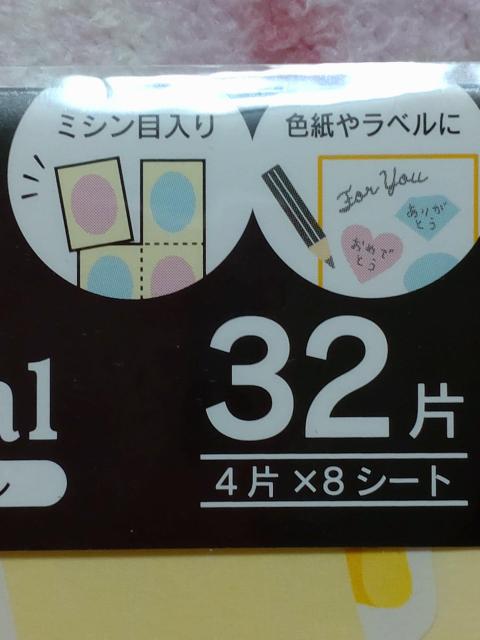 ミシン目入り
色紙やラベルに
For You
ありがとう
おめでとう
al
32片
4片×8シート